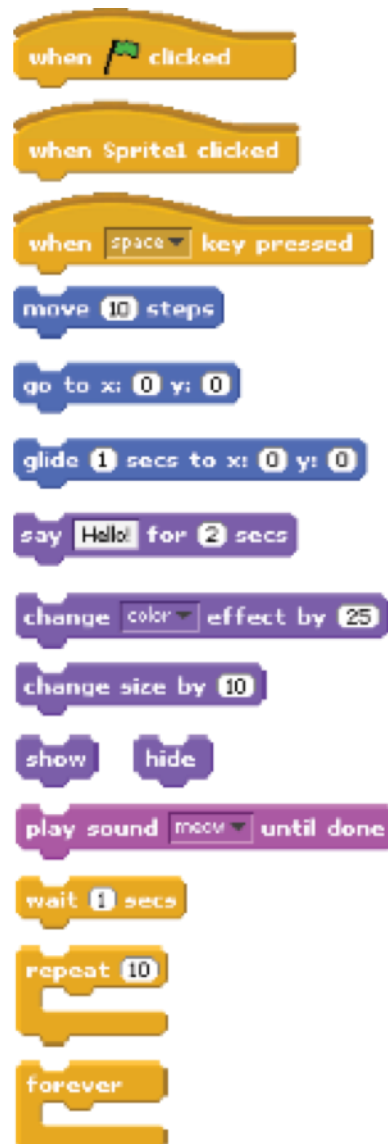 when clicked
when Sprite1 clicked
when space key pressed
move 10 steps
go to x: 0 y: 0
glide 1 secs to x: 0 y: 0
say Hello! for 2 secs
change color effect by 25
change size by 10
show hide
play sound meow until done
wait 1 secs
repeat 10
forever